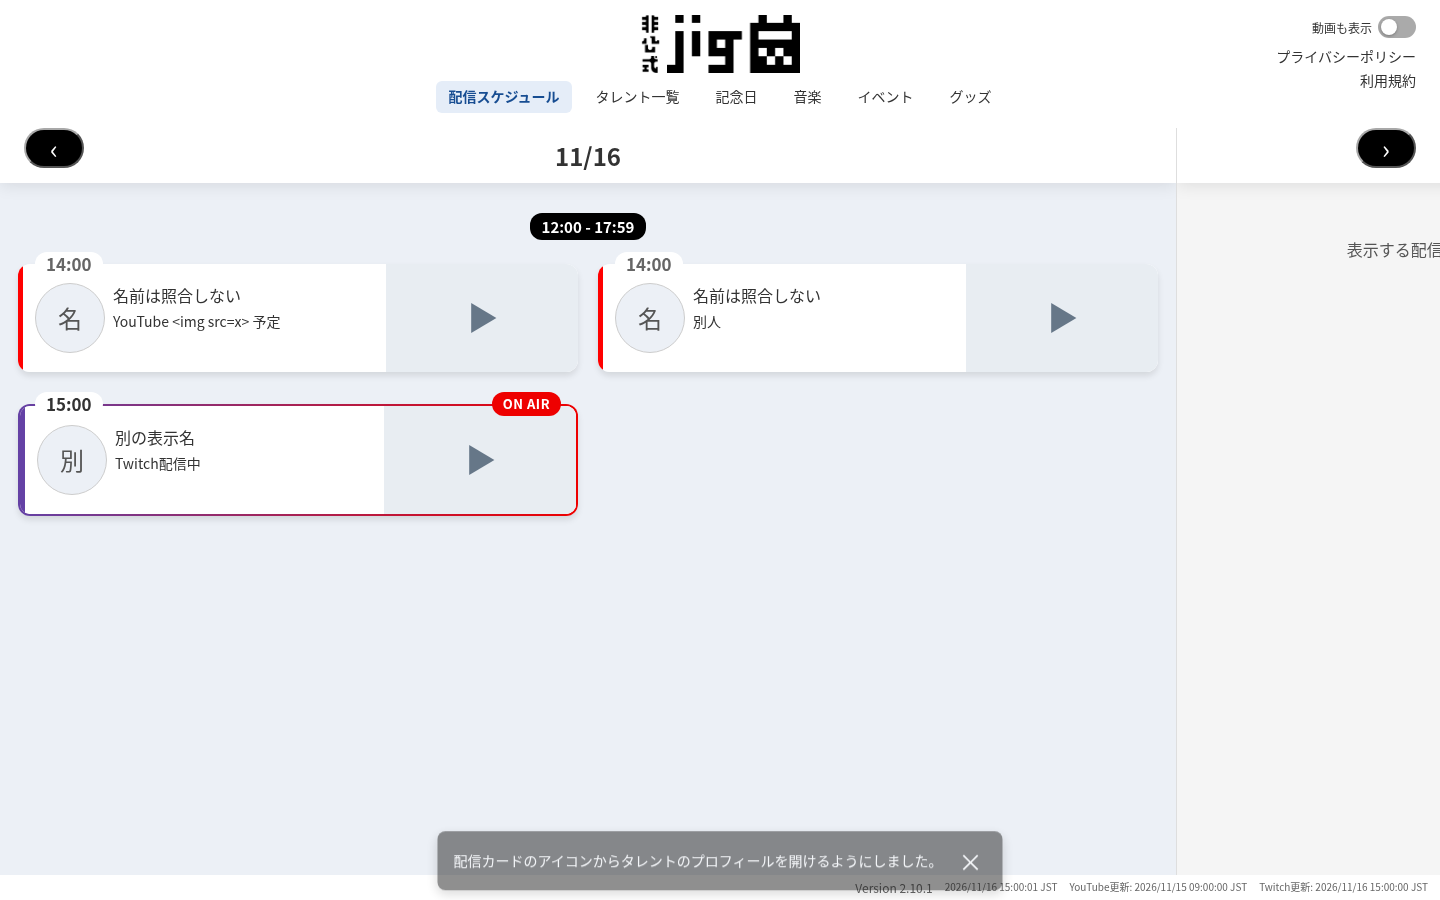 非公式 jig曲
動画も表示
プライバシーポリシー
利用規約
配信スケジュール タレント一覧 記念日 音楽 イベント グッズ
‹ 11/16 ›
12:00 - 17:59
表示する配信
14:00
名
名前は照合しない
YouTube <img src=x> 予定
14:00
名
名前は照合しない
別人
15:00
ON AIR
別
別の表示名
Twitch配信中
配信カードのアイコンからタレントのプロフィールを開けるようにしました。
Version 2.10.1 2026/11/16 15:00:01 JST YouTube更新: 2026/11/15 09:00:00 JST Twitch更新: 2026/11/16 15:00:00 JST